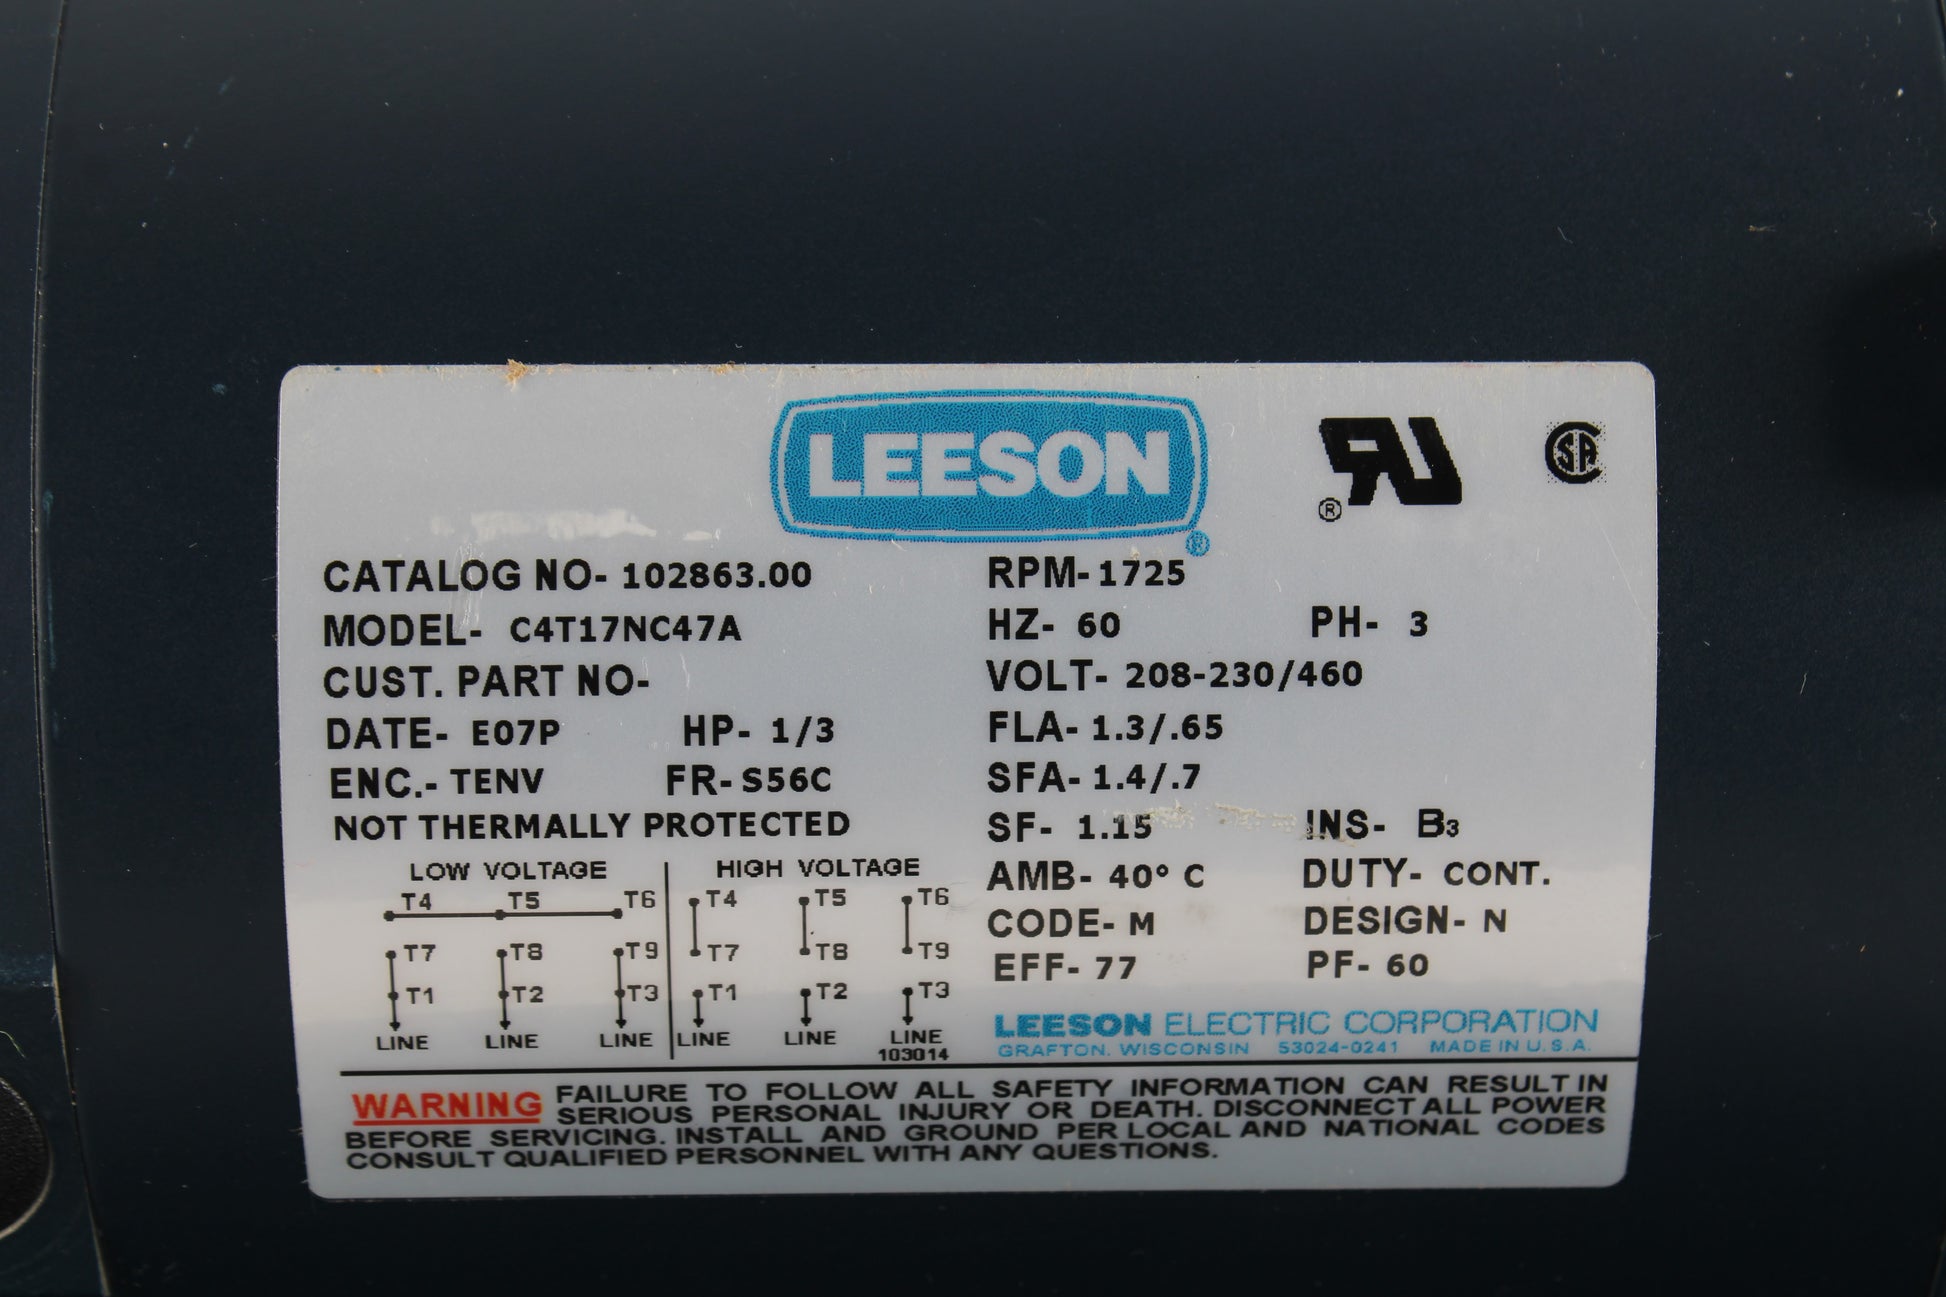 LEESON
®
® SA
CATALOG NO- 102863.00
RPM- 1725
MODEL- C4T17NC47A
HZ- 60 PH- 3
CUST. PART NO-
VOLT- 208-230/460
DATE- E07P HP- 1/3
FLA- 1.3/.65
ENC.- TENV FR- S56C
SFA- 1.4/.7
NOT THERMALLY PROTECTED
SF- 1.15 INS- B3
LOW VOLTAGE HIGH VOLTAGE
AMB- 40° C DUTY- CONT.
T4 T5 T6 T4 T5 T6
CODE- M DESIGN- N
T7 T8 T9 T7 T8 T9
EFF- 77 PF- 60
T1 T2 T3 T1 T2 T3
LINE LINE LINE LINE LINE LINE
103014
LEESON ELECTRIC CORPORATION
GRAFTON, WISCONSIN 53024-0241 MADE IN U.S.A.
WARNING FAILURE TO FOLLOW ALL SAFETY INFORMATION CAN RESULT IN
SERIOUS PERSONAL INJURY OR DEATH. DISCONNECT ALL POWER
BEFORE SERVICING. INSTALL AND GROUND PER LOCAL AND NATIONAL CODES
CONSULT QUALIFIED PERSONNEL WITH ANY QUESTIONS.